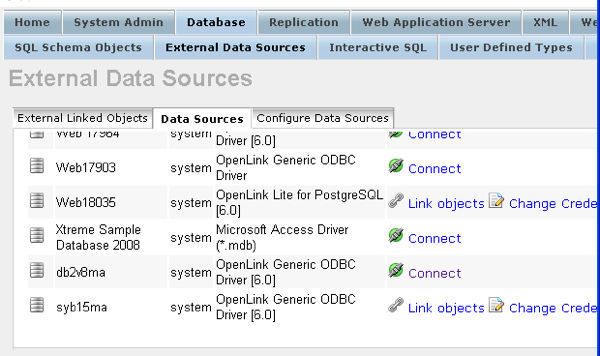 Home System Admin Database Replication Web Application Server XML
SQL Schema Objects External Data Sources Interactive SQL User Defined Types
External Data Sources
External Linked Objects Data Sources Configure Data Sources
Web 17984 system Driver [6.0] Connect
Web17903 system OpenLink Generic ODBC
Driver Connect
Web18035 system OpenLink Lite for PostgreSQL
[6.0] Link objects Change Crede
Xtreme Sample
Database 2008 system Microsoft Access Driver
(*.mdb) Connect
db2v8ma system OpenLink Generic ODBC
Driver [6.0] Connect
syb15ma system OpenLink Generic ODBC
Driver [6.0] Link objects Change Crede